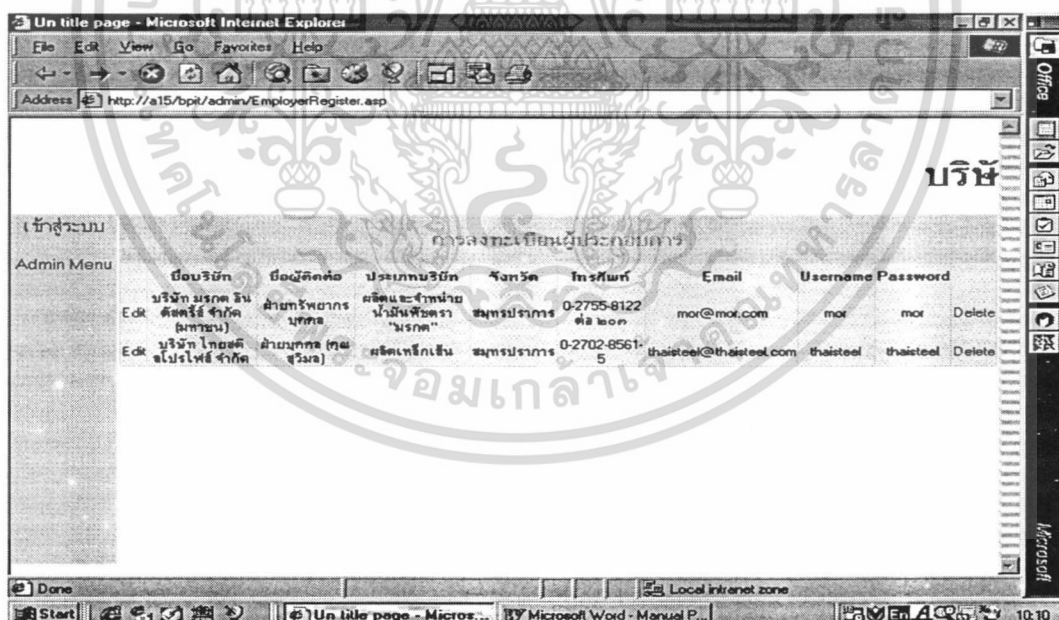 Un title page - Microsoft Internet Explorer
File Edit View Go Favorites Help
Address http://a15/bpit/admin/EmployerRegister.asp
Office
บริษั
เข้าสู่ระบบ
การลงทะเบียนผู้ประกอบการ
Admin Menu
ชื่อบริษัท ชื่อผู้ติดต่อ ประเภทบริษัท จังหวัด โทรศัพท์ Email Username Password
Edit บริษัท มรกต อินดัสตรี้ส์ จำกัด (มหาชน) ฝ่ายทรัพยากรบุคคล ผลิตและจำหน่ายน้ำมันพืชตรา "มรกต" สมุทรปราการ 0-2755-8122 ต่อ ๒๐๓ mor@mor.com mor mor Delete
Edit บริษัท ไทยสตีลโปรไฟล์ จำกัด ฝ่ายบุคคล (คุณสุวิมล) ผลิตเหล็กเส้น สมุทรปราการ 0-2702-8561-5 thaisteel@thaisteel.com thaisteel thaisteel Delete
Microsoft
Done
Local intranet zone
Start
Un title page - Micros...
Microsoft Word - Manual P...
10:10